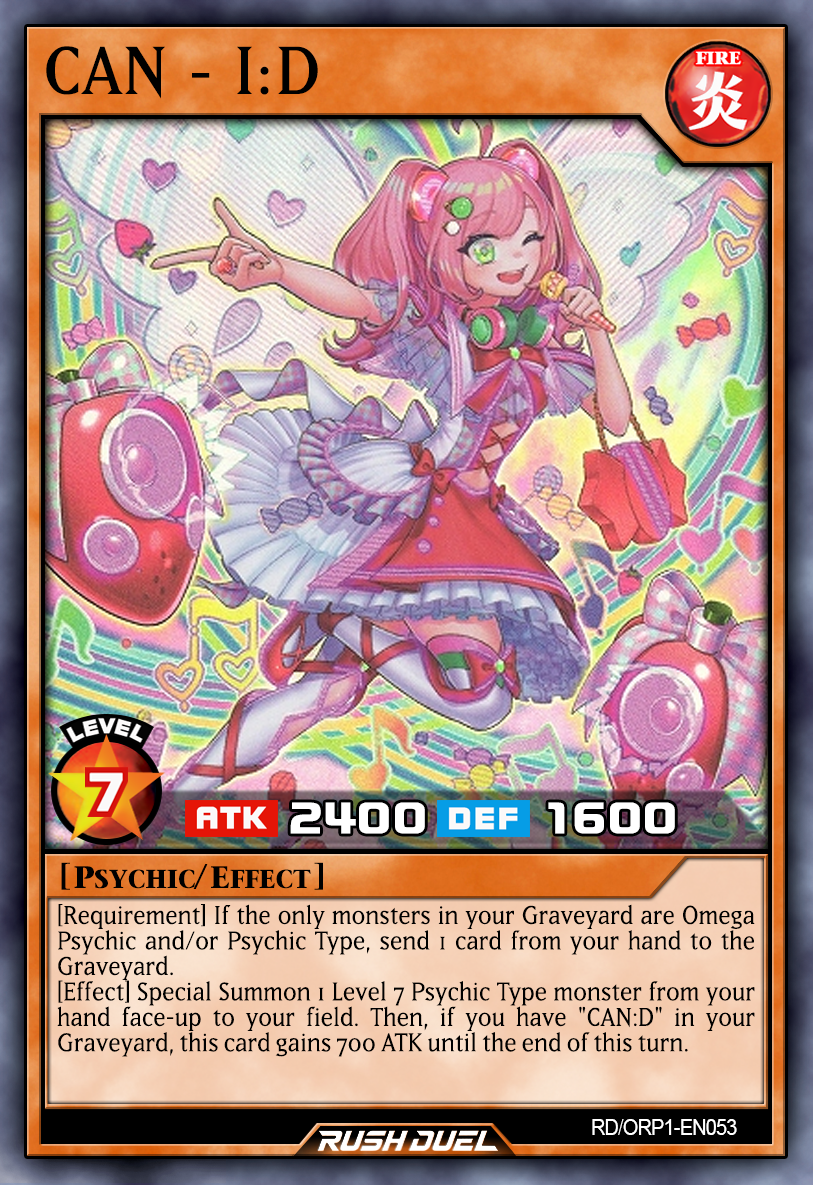 CAN - I:D
FIRE
炎
LEVEL
7
ATK 2400 DEF 1600
[PSYCHIC/EFFECT]
[Requirement] If the only monsters in your Graveyard are Omega
Psychic and/or Psychic Type, send 1 card from your hand to the
Graveyard.
[Effect] Special Summon 1 Level 7 Psychic Type monster from your
hand face-up to your field. Then, if you have "CAN:D" in your
Graveyard, this card gains 700 ATK until the end of this turn.
RD/ORP1-EN053
RUSH DUEL